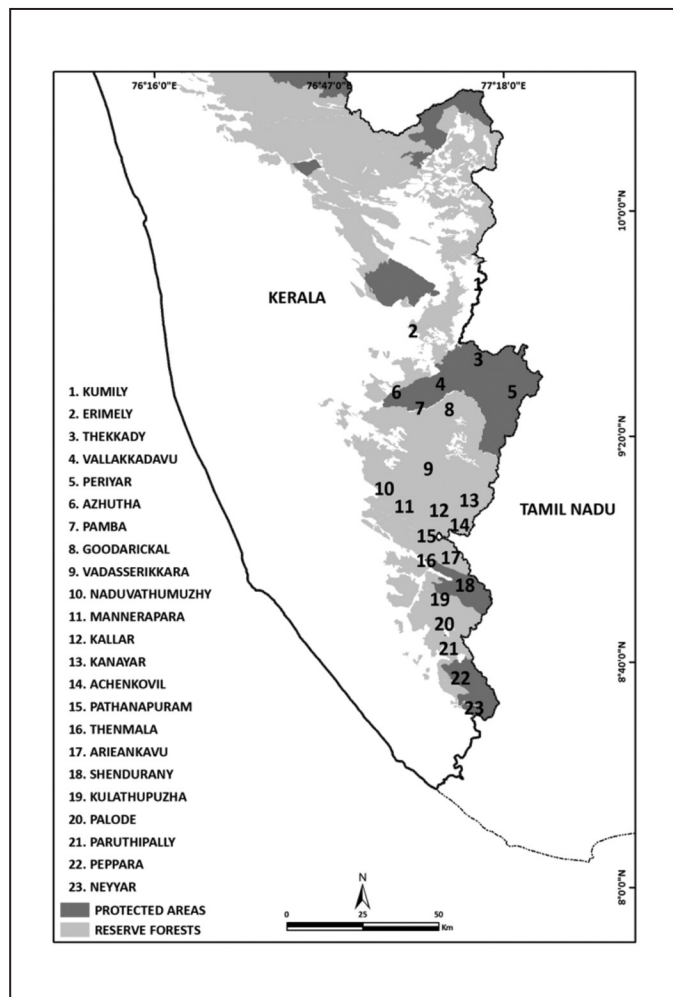 76°16'0"E
76°47'0"E
77°18'0"E
10°0'0"N
KERALA
1
2
3
4
5
6
7
8
9°20'0"N
9
10
11
12
13
14
TAMIL NADU
15
16
17
18
19
20
21
8°40'0"N
22
23
1. KUMILY
2. ERIMELY
3. THEKKADY
4. VALLAKKADAVU
5. PERIYAR
6. AZHUTHA
7. PAMBA
8. GOODARICKAL
9. VADASSERIKKARA
10. NADUVATHUMUZHY
11. MANNERAPARA
12. KALLAR
13. KANAYAR
14. ACHENKOVIL
15. PATHANAPURAM
16. THENMALA
17. ARIEANKAVU
18. SHENDURANY
19. KULATHUPUZHA
20. PALODE
21. PARUTHIPALLY
22. PEPPARA
23. NEYYAR
8°0'0"N
PROTECTED AREAS
RESERVE FORESTS
N
0 25 50
Km